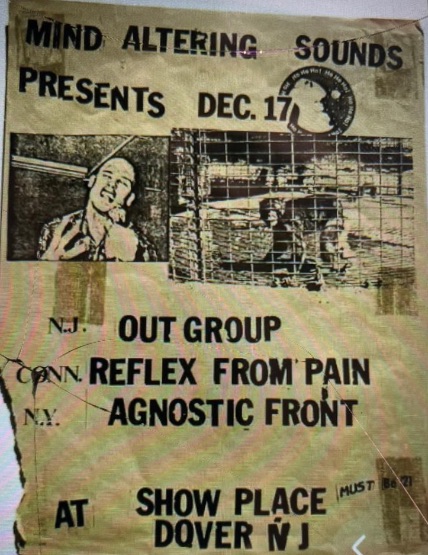 MIND ALTERING SOUNDS
PRESENTS DEC. 17
N.J. OUT GROUP
CONN. REFLEX FROM PAIN
N.Y. AGNOSTIC FRONT
AT SHOW PLACE
MUST BE 21
DOVER N J